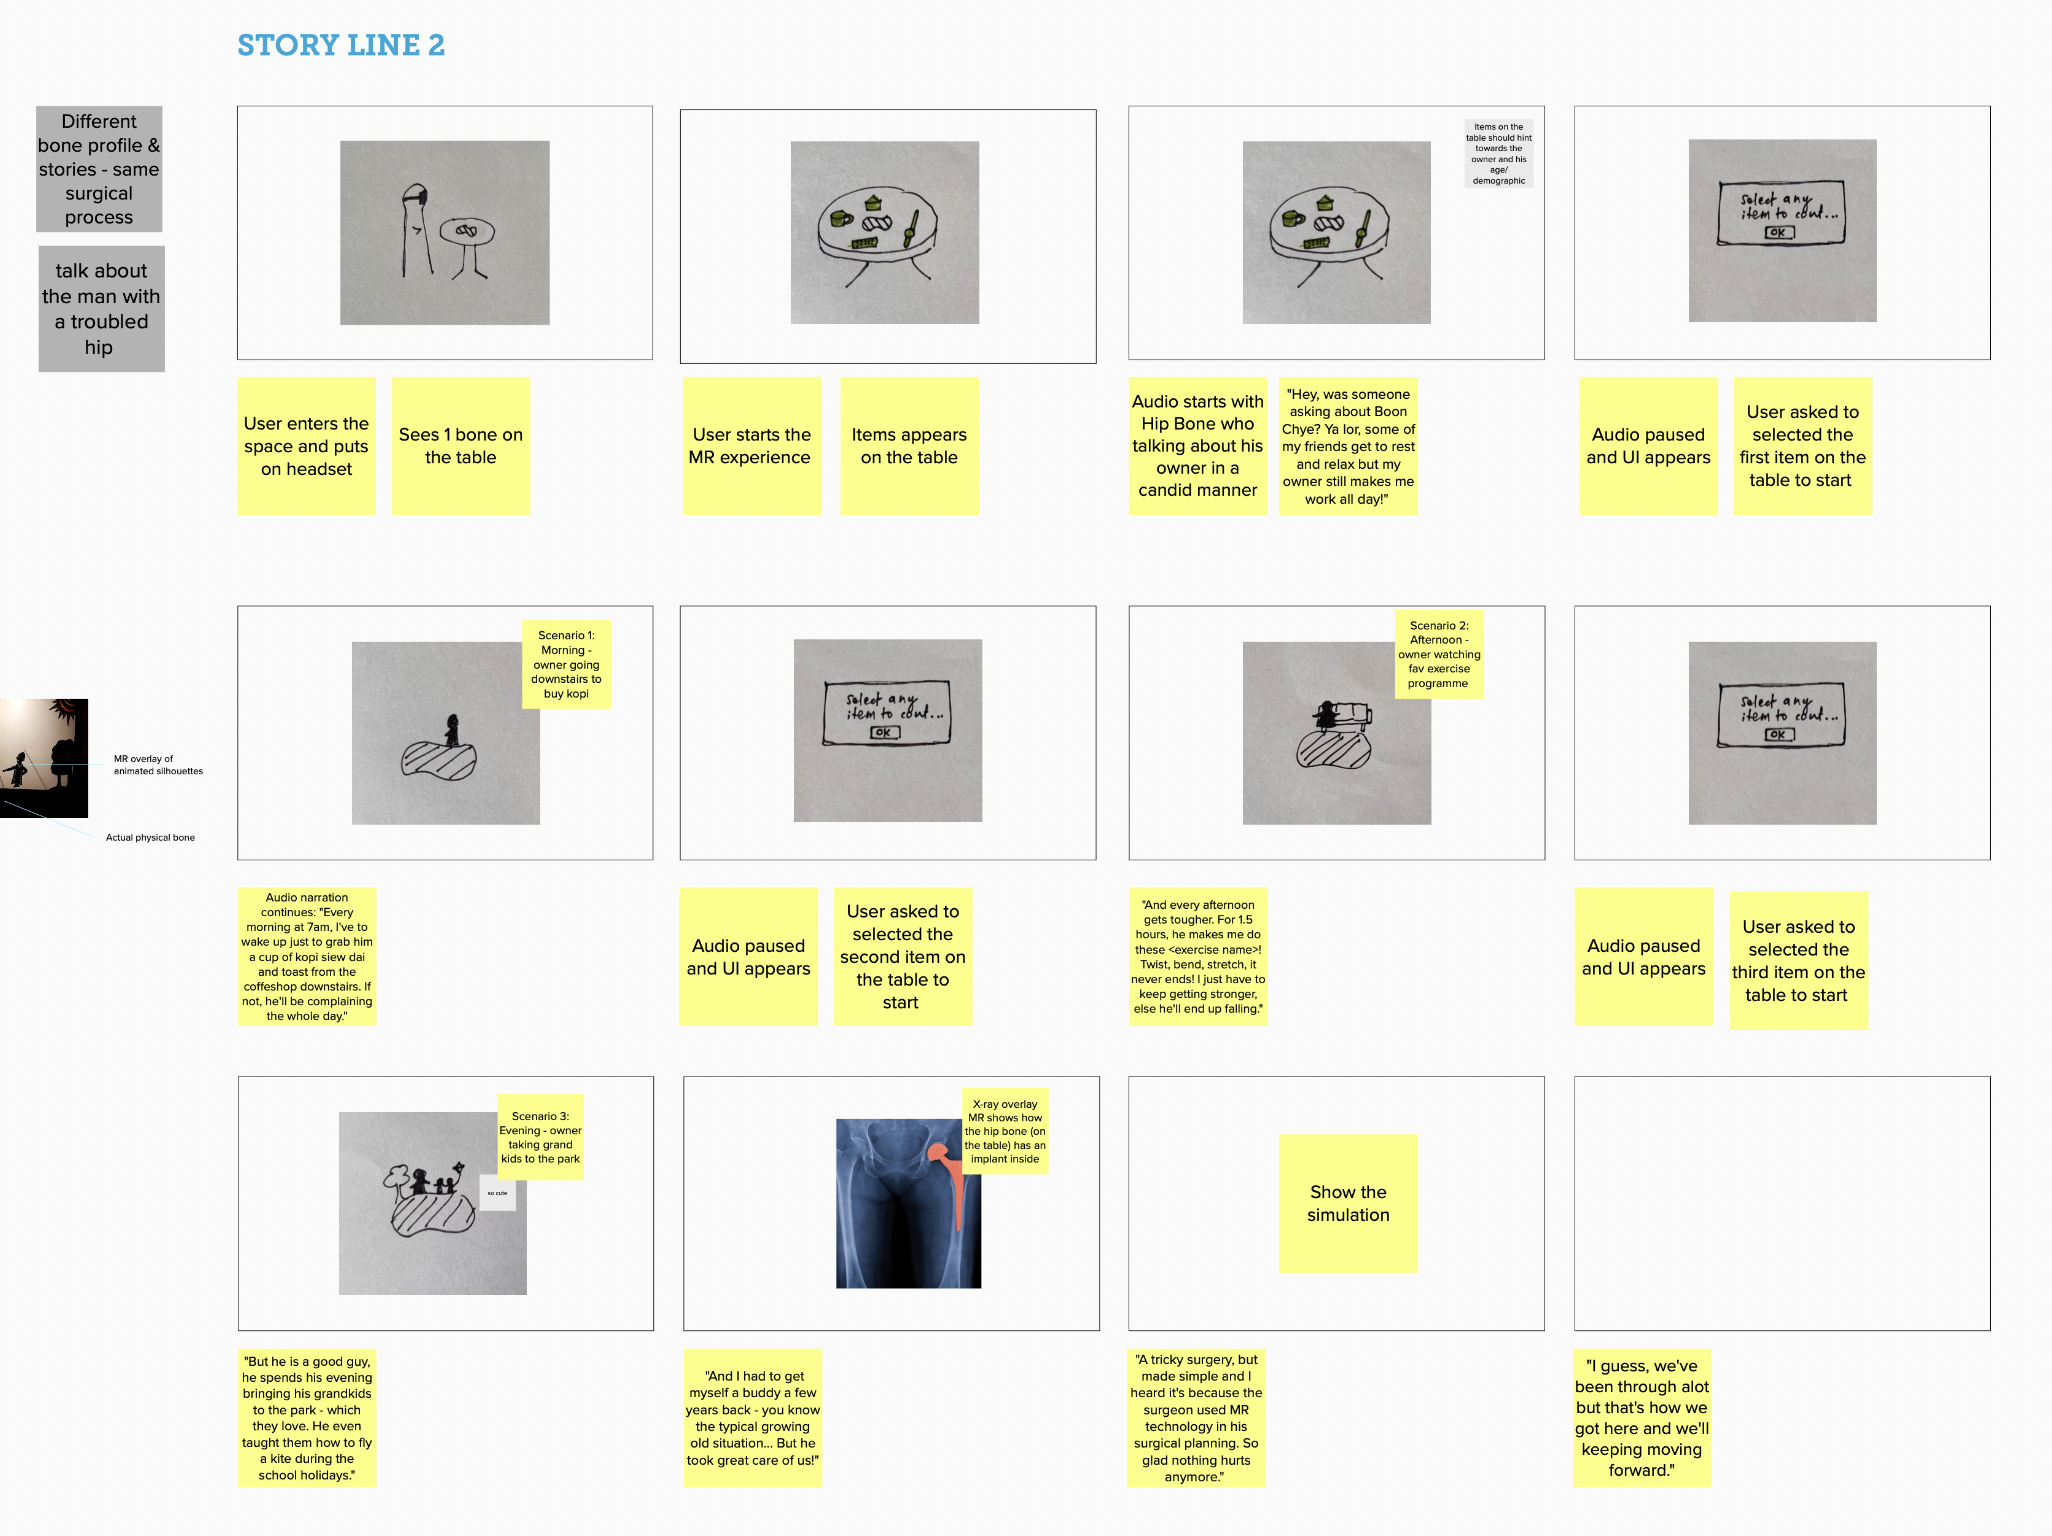 STORY LINE 2
Different
bone profile &
stories - same
surgical
process
talk about
the man with
a troubled
hip
Items on the
table should hint
towards the
owner and his
age/
demographic
select any
item to cont...
OK
User enters the
space and puts
on headset
Sees 1 bone on
the table
User starts the
MR experience
Items appears
on the table
Audio starts with
Hip Bone who
talking about his
owner in a
candid manner
"Hey, was someone
asking about Boon
Chye? Ya lor, some of
my friends get to rest
and relax but my
owner still makes me
work all day!"
Audio paused
and UI appears
User asked to
selected the
first item on the
table to start
MR overlay of
animated silhouettes
Actual physical bone
Scenario 1:
Morning -
owner going
downstairs to
buy kopi
select any
item to cont...
OK
Scenario 2:
Afternoon -
owner watching
fav exercise
programme
select any
item to cont...
OK
Audio narration
continues: "Every
morning at 7am, I've to
wake up just to grab him
a cup of kopi siew dai
and toast from the
coffeshop downstairs. If
not, he'll be complaining
the whole day."
Audio paused
and UI appears
User asked to
selected the
second item on
the table to
start
"And every afternoon
gets tougher. For 1.5
hours, he makes me do
these <exercise name>!
Twist, bend, stretch, it
never ends! I just have to
keep getting stronger,
else he'll end up falling."
Audio paused
and UI appears
User asked to
selected the
third item on the
table to start
Scenario 3:
Evening - owner
taking grand
kids to the park
so cute
X-ray overlay
MR shows how
the hip bone (on
the table) has an
implant inside
Show the
simulation
"But he is a good guy,
he spends his evening
bringing his grandkids
to the park - which
they love. He even
taught them how to fly
a kite during the
school holidays."
"And I had to get
myself a buddy a few
years back - you know
the typical growing
old situation... But he
took great care of us!"
"A tricky surgery, but
made simple and I
heard it's because the
surgeon used MR
technology in his
surgical planning. So
glad nothing hurts
anymore."
"I guess, we've
been through alot
but that's how we
got here and we'll
keeping moving
forward."